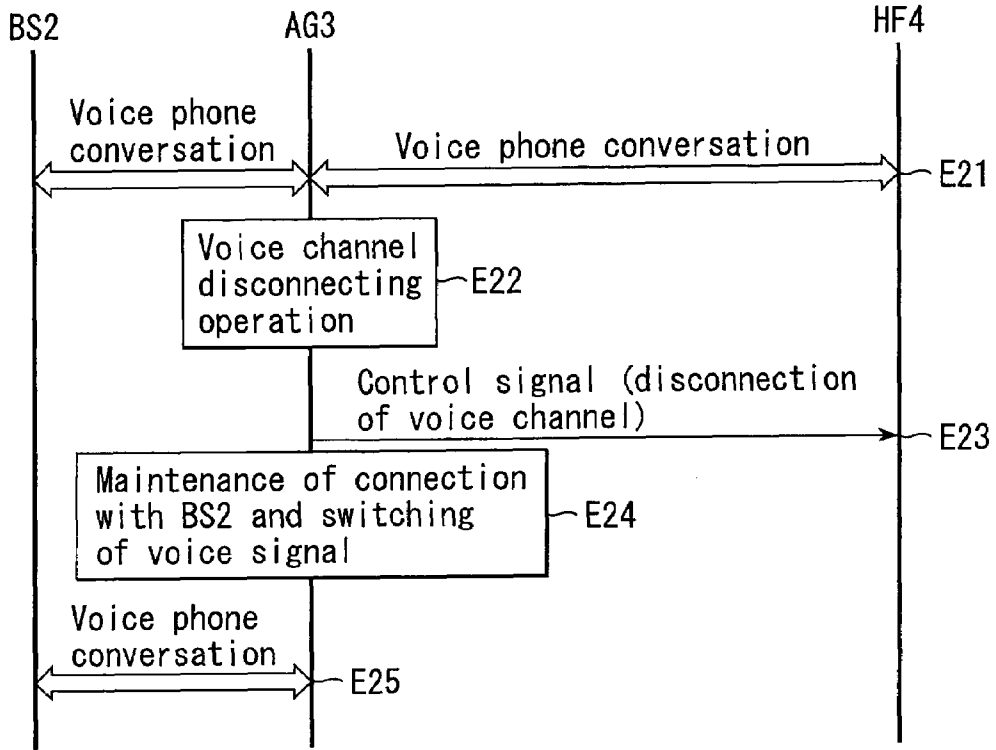 BS2
AG3
HF4
Voice phone
conversation
Voice phone conversation
E21
Voice channel
disconnecting
operation
E22
Control signal (disconnection
of voice channel)
E23
Maintenance of connection
with BS2 and switching
of voice signal
E24
Voice phone
conversation
E25